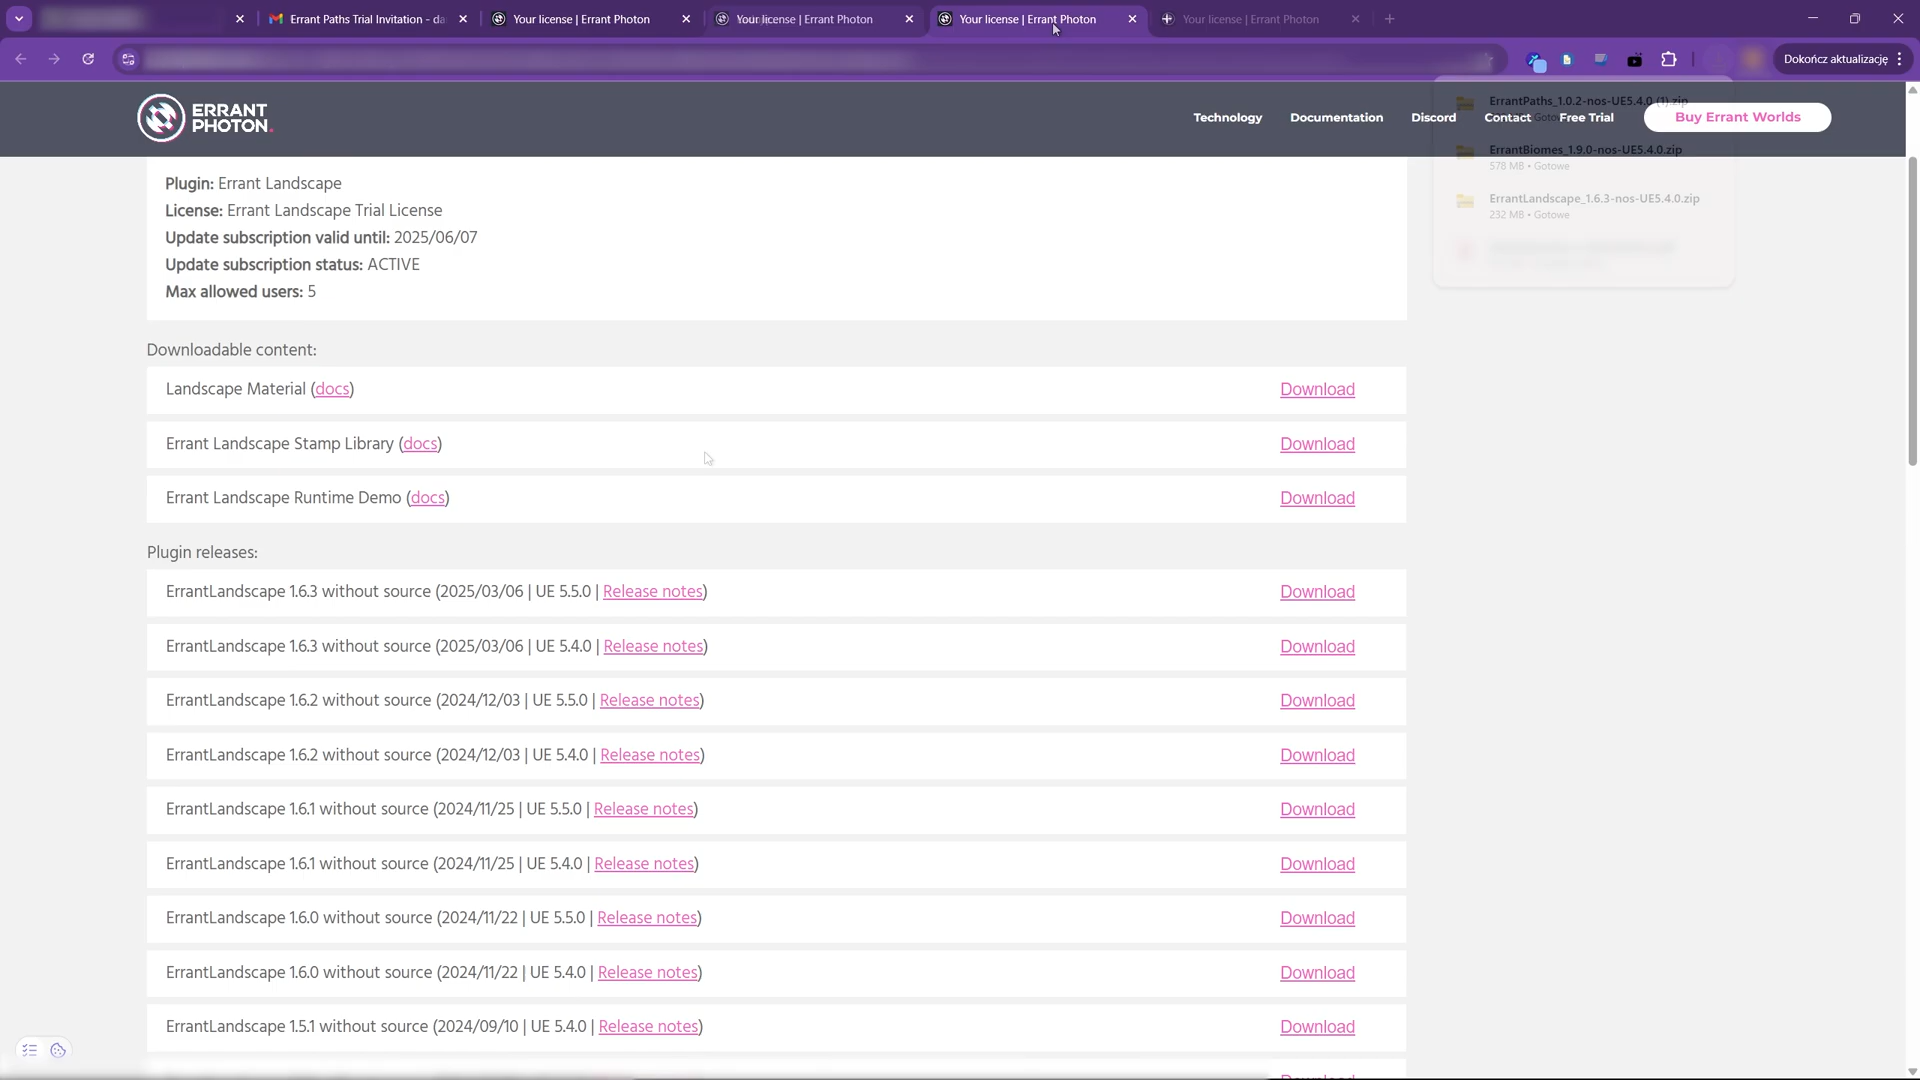 Errant Paths Trial Invitation - da
Your license | Errant Photon
Your license | Errant Photon
Your license | Errant Photon
Your license | Errant Photon
Dokończ aktualizację
ERRANT
PHOTON.
Technology
Documentation
Discord
Contact
Free Trial
Buy Errant Worlds
ErrantPaths_1.0.2-nos-UE5.4.0 (1).zip
Gotowe
ErrantBiomes_1.9.0-nos-UE5.4.0.zip
578 MB • Gotowe
ErrantLandscape_1.6.3-nos-UE5.4.0.zip
232 MB • Gotowe
Plugin: Errant Landscape
License: Errant Landscape Trial License
Update subscription valid until: 2025/06/07
Update subscription status: ACTIVE
Max allowed users: 5
Downloadable content:
Landscape Material (docs) Download
Errant Landscape Stamp Library (docs) Download
Errant Landscape Runtime Demo (docs) Download
Plugin releases:
ErrantLandscape 1.6.3 without source (2025/03/06 | UE 5.5.0 | Release notes) Download
ErrantLandscape 1.6.3 without source (2025/03/06 | UE 5.4.0 | Release notes) Download
ErrantLandscape 1.6.2 without source (2024/12/03 | UE 5.5.0 | Release notes) Download
ErrantLandscape 1.6.2 without source (2024/12/03 | UE 5.4.0 | Release notes) Download
ErrantLandscape 1.6.1 without source (2024/11/25 | UE 5.5.0 | Release notes) Download
ErrantLandscape 1.6.1 without source (2024/11/25 | UE 5.4.0 | Release notes) Download
ErrantLandscape 1.6.0 without source (2024/11/22 | UE 5.5.0 | Release notes) Download
ErrantLandscape 1.6.0 without source (2024/11/22 | UE 5.4.0 | Release notes) Download
ErrantLandscape 1.5.1 without source (2024/09/10 | UE 5.4.0 | Release notes) Download